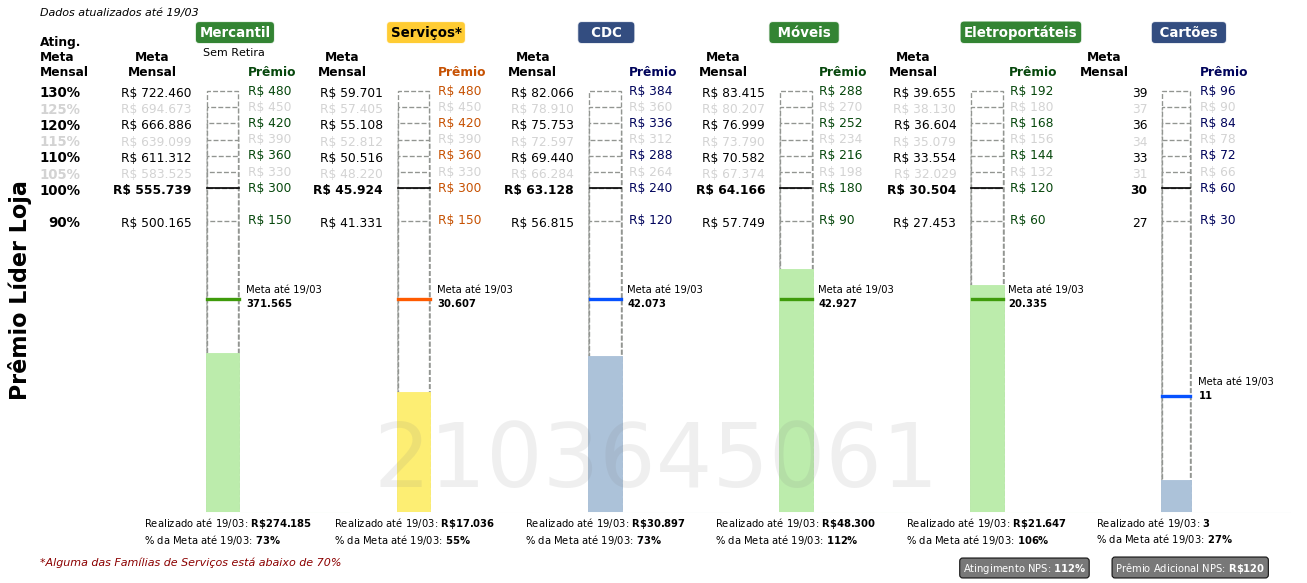 Dados atualizados até 19/03
Mercantil Serviços* CDC Móveis Eletroportáteis Cartões
Sem Retira
Ating. Meta Mensal
Meta Mensal Prêmio Meta Mensal Prêmio Meta Mensal Prêmio Meta Mensal Prêmio Meta Mensal Prêmio Meta Mensal Prêmio
130% R$ 722.460 R$ 480 R$ 59.701 R$ 480 R$ 82.066 R$ 384 R$ 83.415 R$ 288 R$ 39.655 R$ 192 39 R$ 96
125% R$ 694.673 R$ 450 R$ 57.405 R$ 450 R$ 78.910 R$ 360 R$ 80.207 R$ 270 R$ 38.130 R$ 180 37 R$ 90
120% R$ 666.886 R$ 420 R$ 55.108 R$ 420 R$ 75.753 R$ 336 R$ 76.999 R$ 252 R$ 36.604 R$ 168 36 R$ 84
115% R$ 639.099 R$ 390 R$ 52.812 R$ 390 R$ 72.597 R$ 312 R$ 73.790 R$ 234 R$ 35.079 R$ 156 34 R$ 78
110% R$ 611.312 R$ 360 R$ 50.516 R$ 360 R$ 69.440 R$ 288 R$ 70.582 R$ 216 R$ 33.554 R$ 144 33 R$ 72
105% R$ 583.525 R$ 330 R$ 48.220 R$ 330 R$ 66.284 R$ 264 R$ 67.374 R$ 198 R$ 32.029 R$ 132 31 R$ 66
100% R$ 555.739 R$ 300 R$ 45.924 R$ 300 R$ 63.128 R$ 240 R$ 64.166 R$ 180 R$ 30.504 R$ 120 30 R$ 60
90% R$ 500.165 R$ 150 R$ 41.331 R$ 150 R$ 56.815 R$ 120 R$ 57.749 R$ 90 R$ 27.453 R$ 60 27 R$ 30
Prêmio Líder Loja
Meta até 19/03 Meta até 19/03 Meta até 19/03 Meta até 19/03 Meta até 19/03
371.565 30.607 42.073 42.927 20.335
Meta até 19/03
11
2103645061
Realizado até 19/03: R$274.185 Realizado até 19/03: R$17.036 Realizado até 19/03: R$30.897 Realizado até 19/03: R$48.300 Realizado até 19/03: R$21.647 Realizado até 19/03: 3
% da Meta até 19/03: 73% % da Meta até 19/03: 55% % da Meta até 19/03: 73% % da Meta até 19/03: 112% % da Meta até 19/03: 106% % da Meta até 19/03: 27%
*Alguma das Famílias de Serviços está abaixo de 70%
Atingimento NPS: 112% Prêmio Adicional NPS: R$120